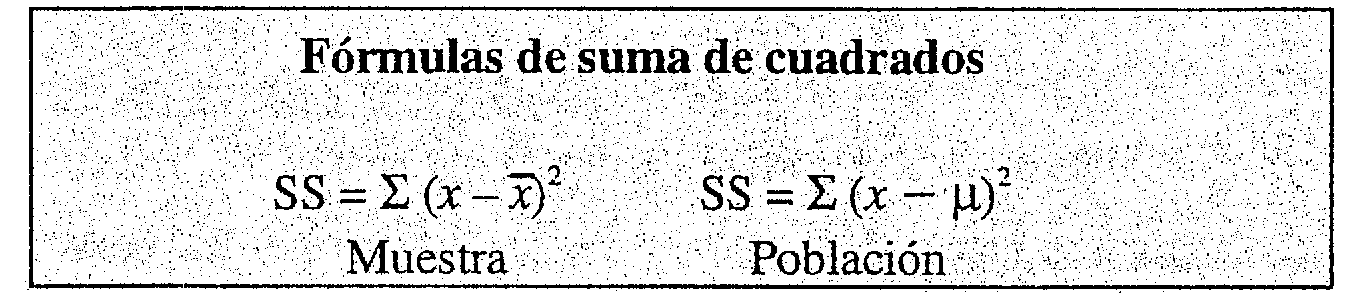 Fórmulas de suma de cuadrados
SS = Σ (x – x̅)² SS = Σ (x – μ)²
Muestra Población